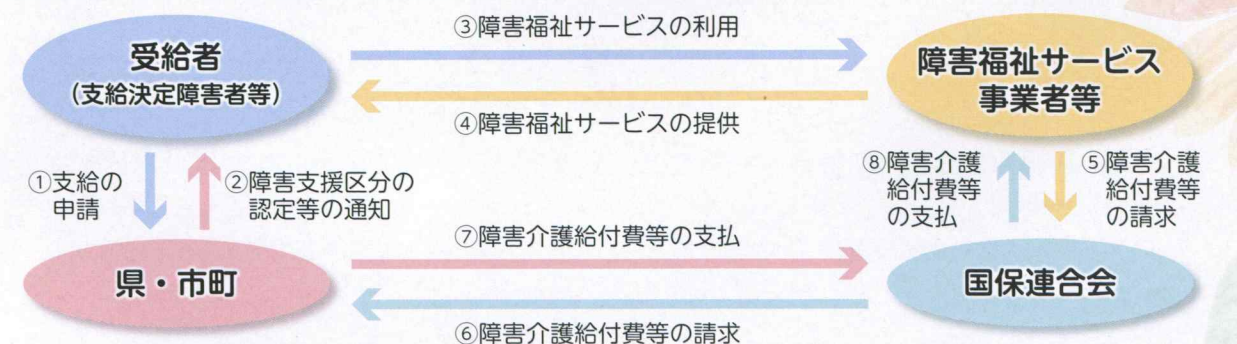 ③障害福祉サービスの利用
受給者
(支給決定障害者等)
障害福祉サービス
事業者等
④障害福祉サービスの提供
①支給の
申請
②障害支援区分の
認定等の通知
⑧障害介護
給付費等
の支払
⑤障害介護
給付費等
の請求
⑦障害介護給付費等の支払
県・市町
国保連合会
⑥障害介護給付費等の請求